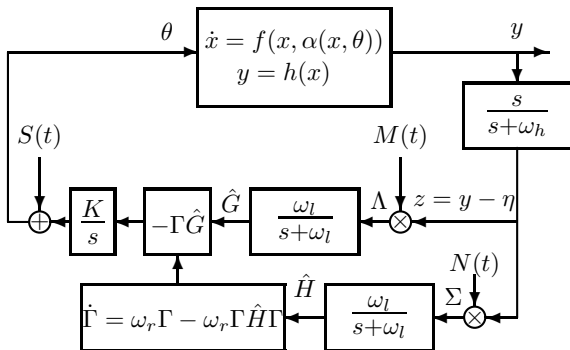 θ
ẋ = f(x, α(x, θ))
y = h(x)
y
s
s+ω_h
S(t)
M(t)
K
s
−ΓĜ
Ĝ
ω_l
s+ω_l
Λ
×
z = y − η
+
N(t)
Γ̇ = ω_rΓ − ω_rΓĤΓ
Ĥ
ω_l
s+ω_l
Σ
×